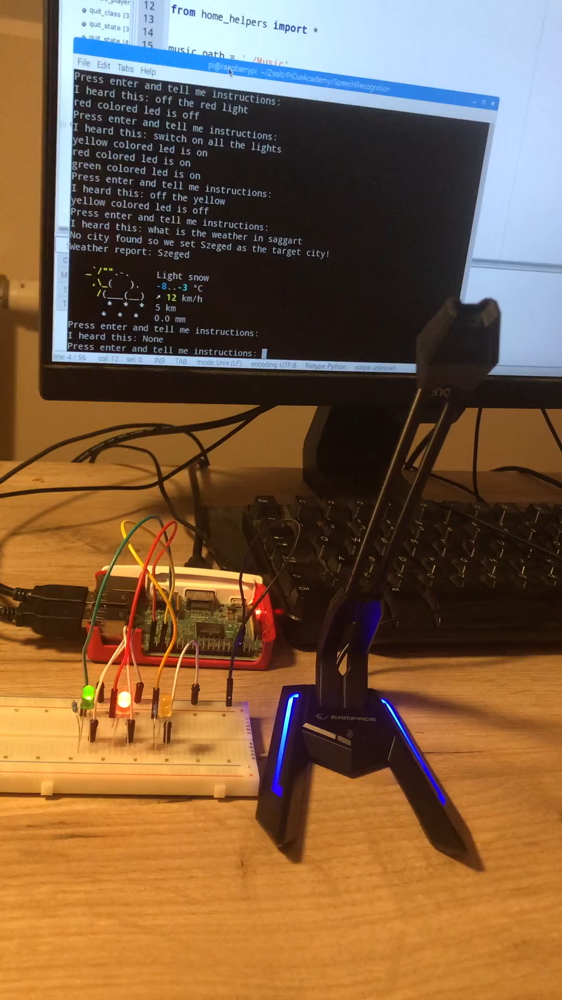 12
quit_class [3
13
from home_helpers import *
quit_state [3
14
quit_state [4
15
music_path = './Music'
pi@raspberrypi: ~/Zsolt/PiCurAcademy/SpeechRecognition
File Edit Tabs Help
Press enter and tell me instructions:
I heard this: off the red light
red colored led is off
Press enter and tell me instructions:
I heard this: switch on all the lights
yellow colored led is on
red colored led is on
green colored led is on
Press enter and tell me instructions:
I heard this: off the yellow
yellow colored led is off
Press enter and tell me instructions:
I heard this: what is the weather in saggart
No city found so we set Szeged as the target city!
Weather report: Szeged
Light snow
-8..-3 °C
↗ 12 km/h
5 km
0.0 mm
Press enter and tell me instructions:
I heard this: None
Press enter and tell me instructions:
line: 4 / 56 col: 12 sel: 0 INS TAB mode: Unix (LF) encoding: UTF-8 filetype: Python scope: unknown
RAMPAGE
Esc
Ctrl
Alt